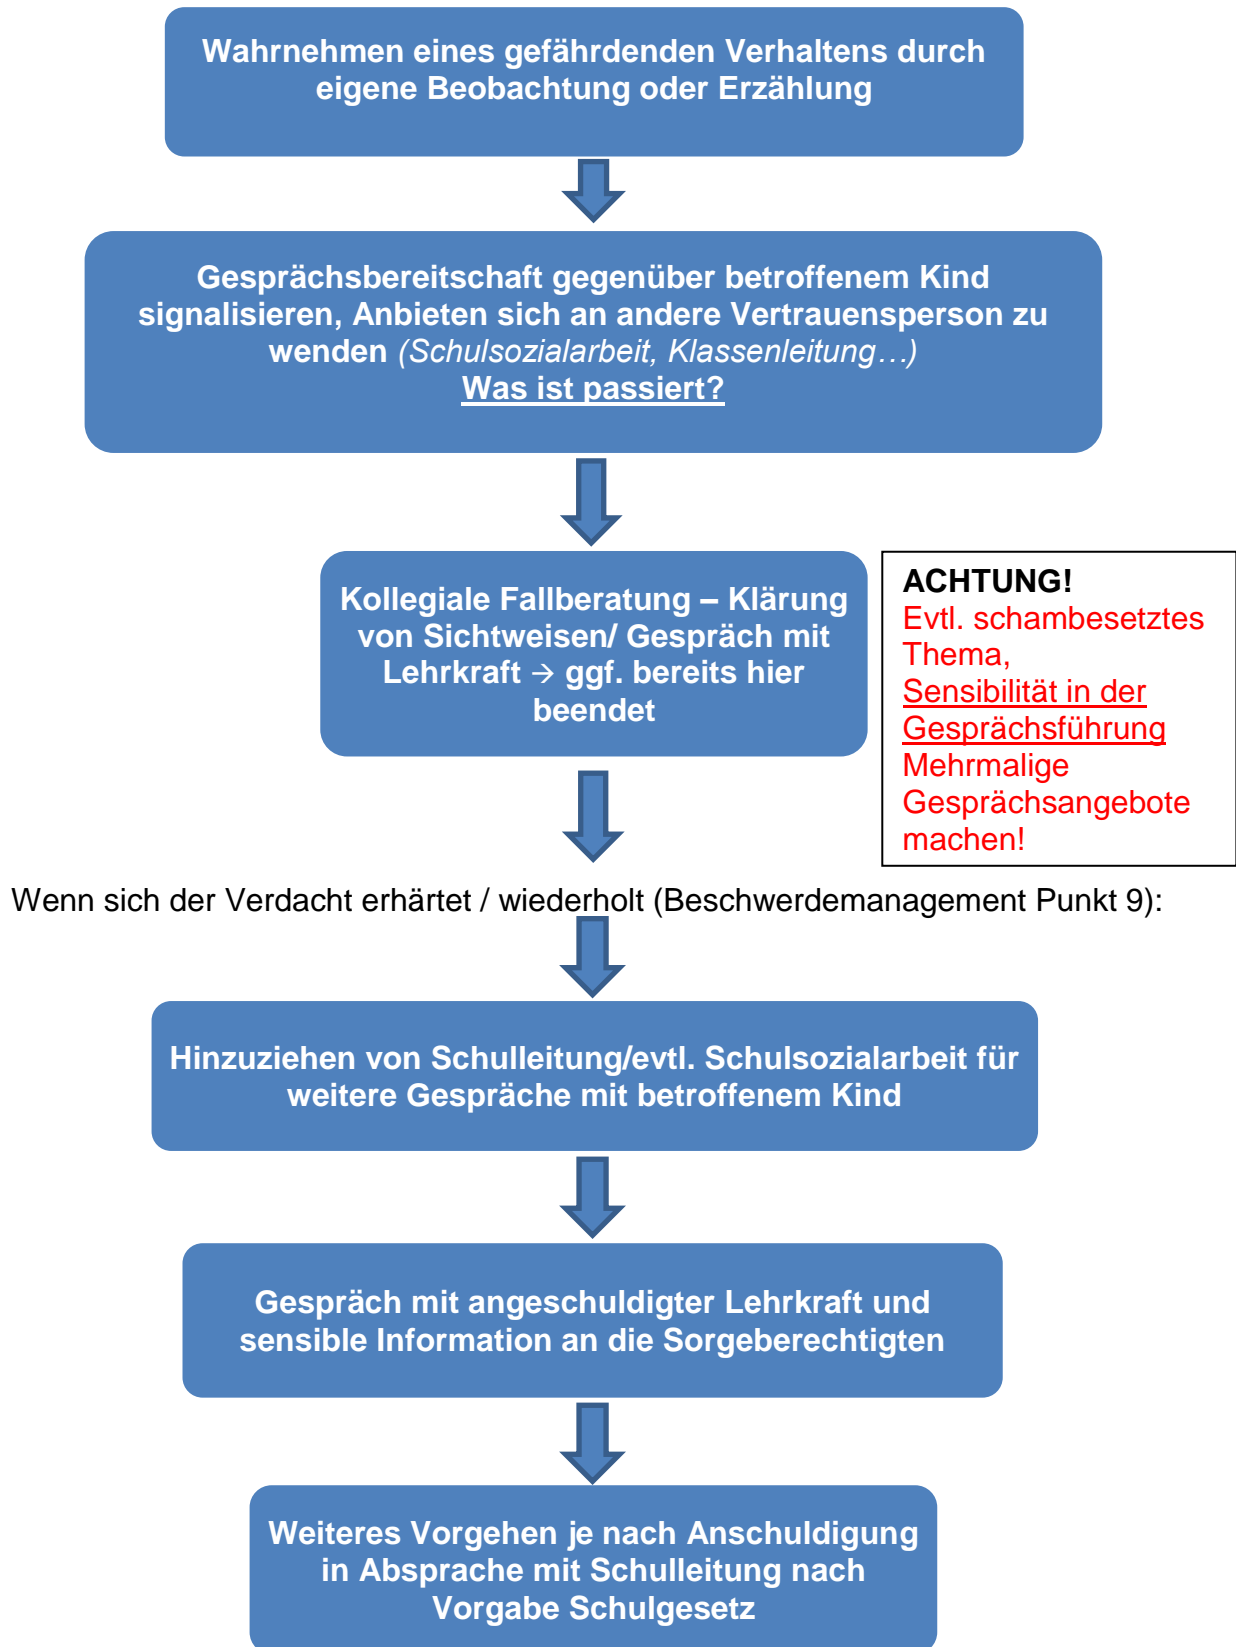 Wahrnehmen eines gefährdenden Verhaltens durch
eigene Beobachtung oder Erzählung
Gesprächsbereitschaft gegenüber betroffenem Kind
signalisieren, Anbieten sich an andere Vertrauensperson zu
wenden (Schulsozialarbeit, Klassenleitung…)
Was ist passiert?
Kollegiale Fallberatung – Klärung
von Sichtweisen/ Gespräch mit
Lehrkraft → ggf. bereits hier
beendet
ACHTUNG!
Evtl. schambesetztes
Thema,
Sensibilität in der
Gesprächsführung
Mehrmalige
Gesprächsangebote
machen!
Wenn sich der Verdacht erhärtet / wiederholt (Beschwerdemanagement Punkt 9):
Hinzuziehen von Schulleitung/evtl. Schulsozialarbeit für
weitere Gespräche mit betroffenem Kind
Gespräch mit angeschuldigter Lehrkraft und
sensible Information an die Sorgeberechtigten
Weiteres Vorgehen je nach Anschuldigung
in Absprache mit Schulleitung nach
Vorgabe Schulgesetz